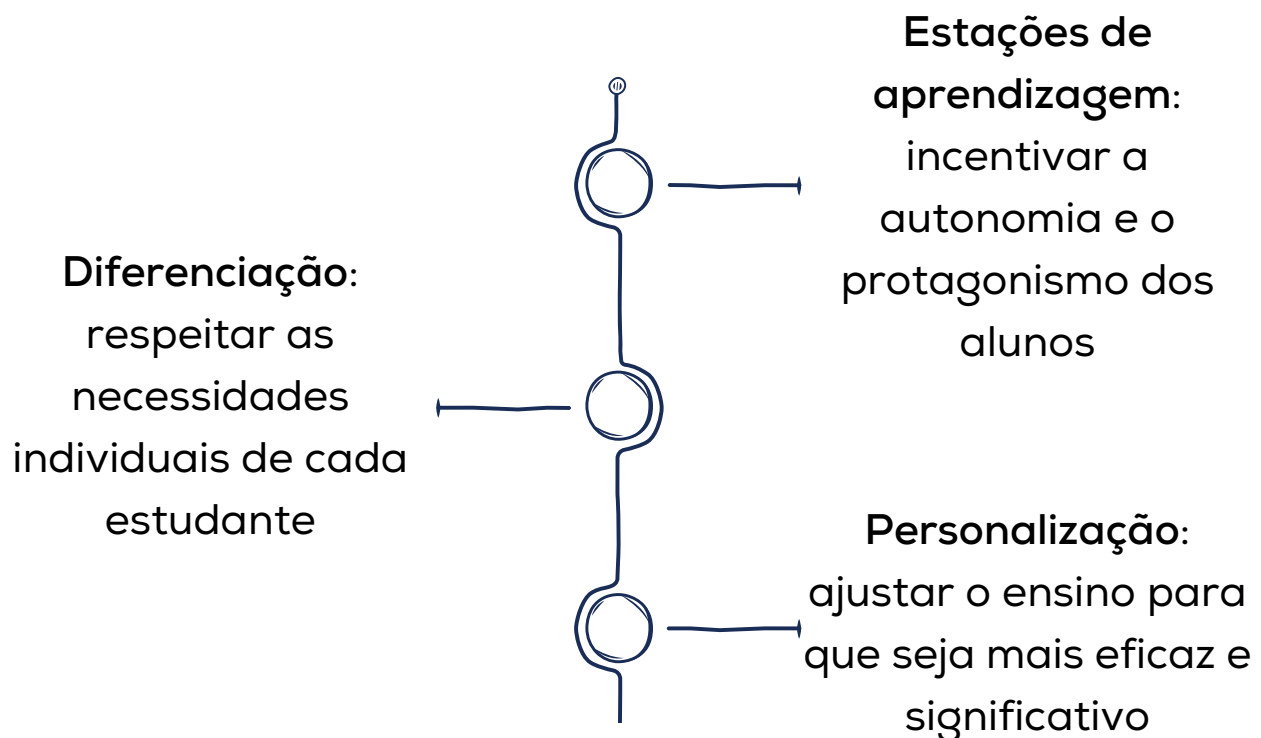 Estações de
aprendizagem:
incentivar a
autonomia e o
protagonismo dos
alunos
Diferenciação:
respeitar as
necessidades
individuais de cada
estudante
Personalização:
ajustar o ensino para
que seja mais eficaz e
significativo